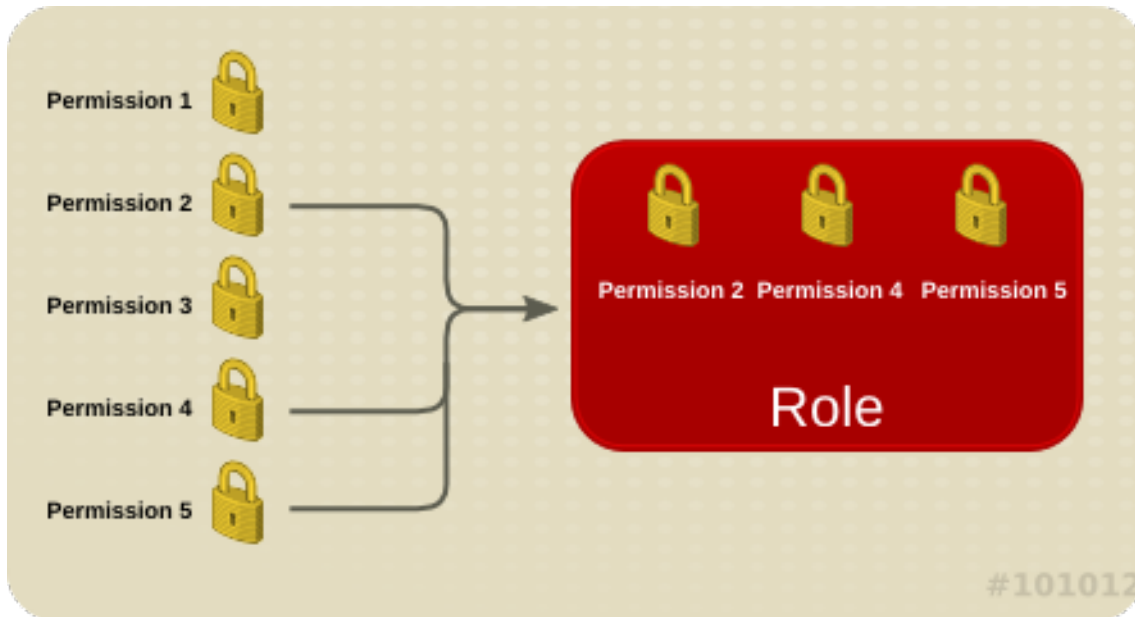 Permission 1
Permission 2
Permission 3
Permission 4
Permission 5
Permission 2 Permission 4 Permission 5
Role
#101012